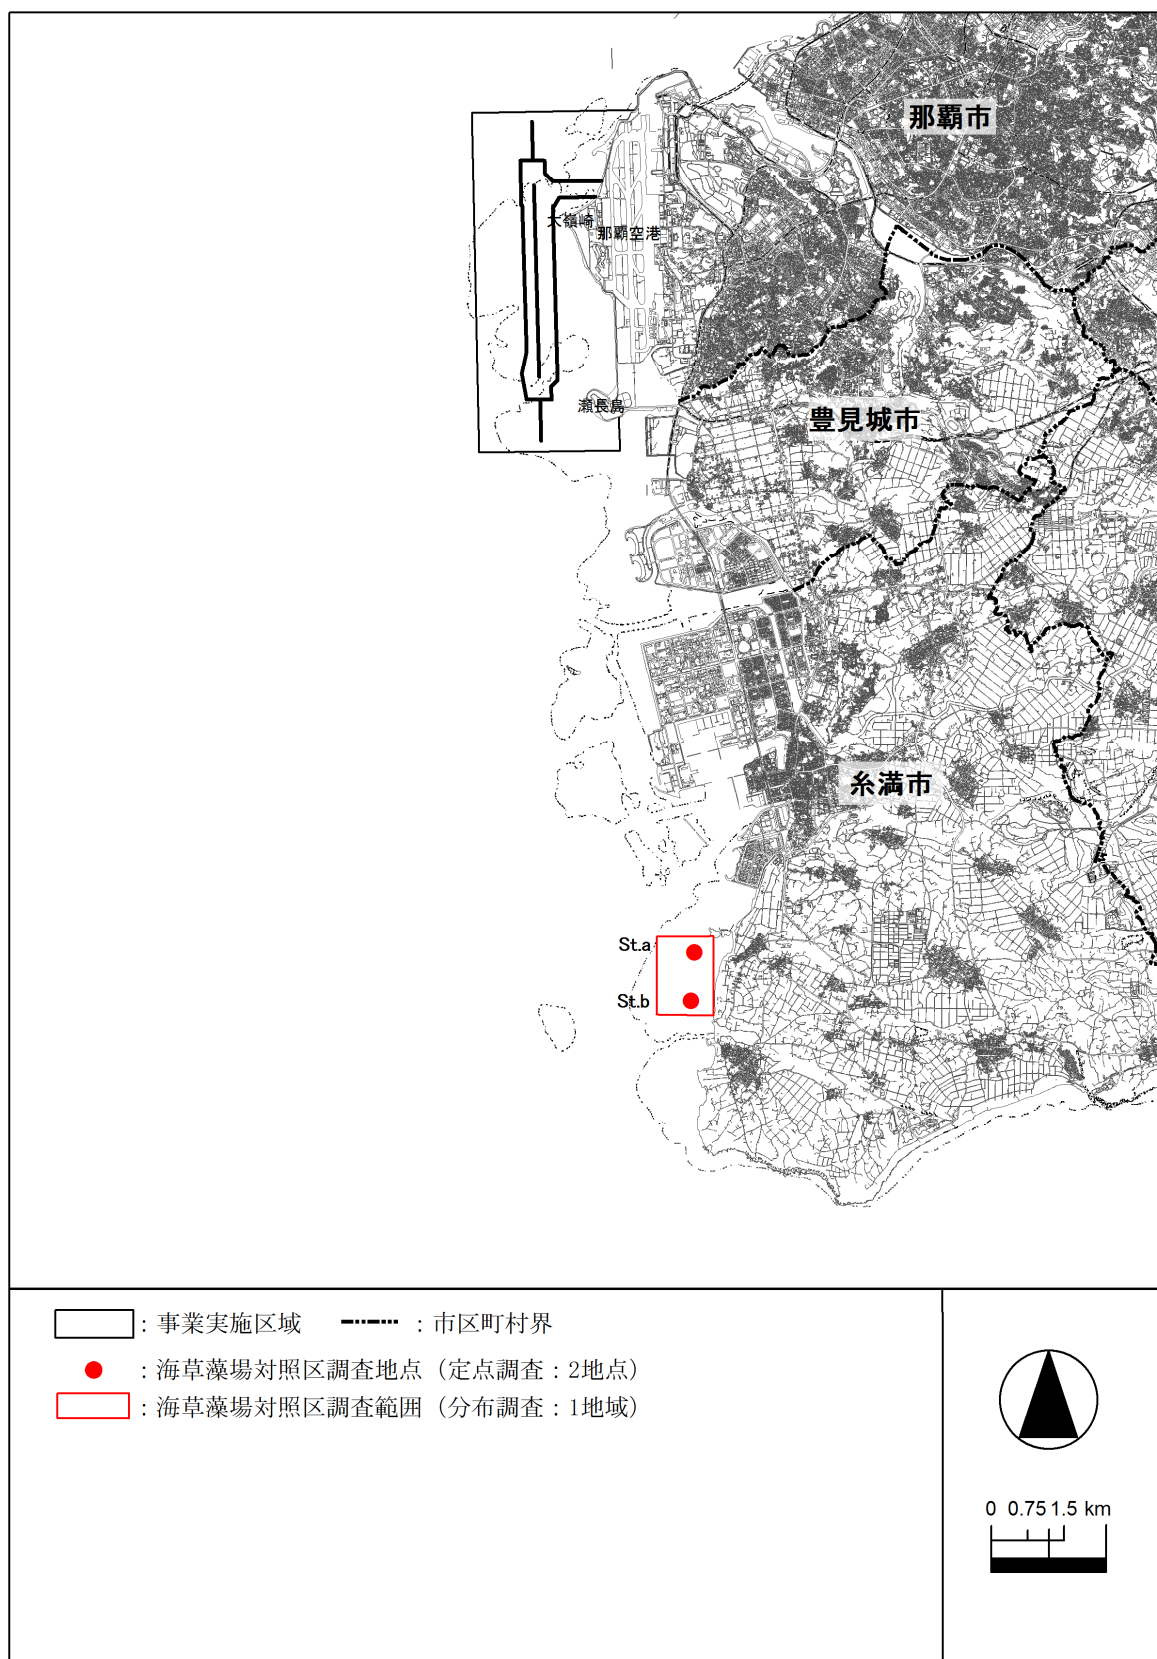 那覇市
大嶺崎
那覇空港
瀬長島
豊見城市
糸満市
St.a
St.b
：事業実施区域
：市区町村界
：海草藻場対照区調査地点（定点調査：2地点）
：海草藻場対照区調査範囲（分布調査：1地域）
0 0.75 1.5 km